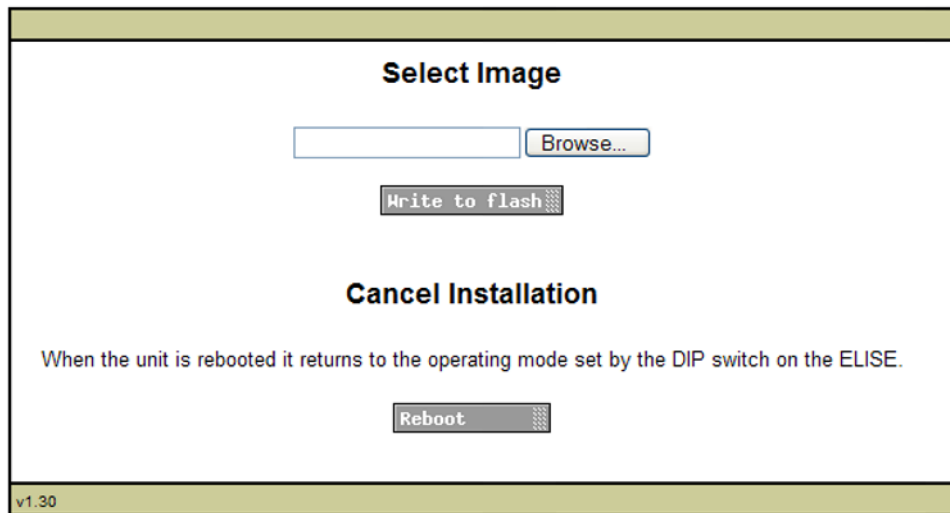 Select Image
Browse...
Write to flash
Cancel Installation
When the unit is rebooted it returns to the operating mode set by the DIP switch on the ELISE.
Reboot
v1.30